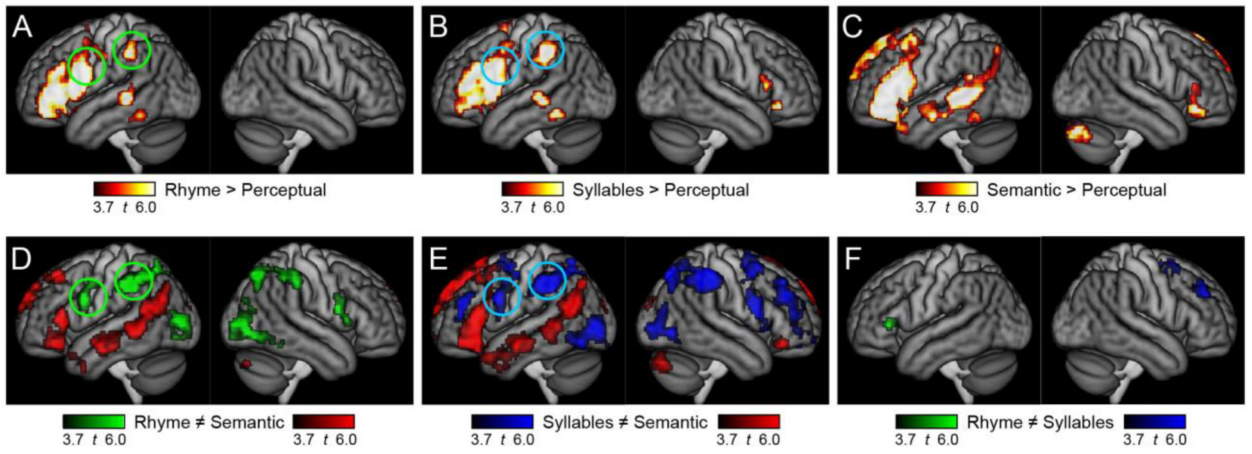 A
B
C
Rhyme > Perceptual
3.7 t 6.0
Syllables > Perceptual
3.7 t 6.0
Semantic > Perceptual
3.7 t 6.0
D
E
F
Rhyme ≠ Semantic
3.7 t 6.0
3.7 t 6.0
Syllables ≠ Semantic
3.7 t 6.0
3.7 t 6.0
Rhyme ≠ Syllables
3.7 t 6.0
3.7 t 6.0